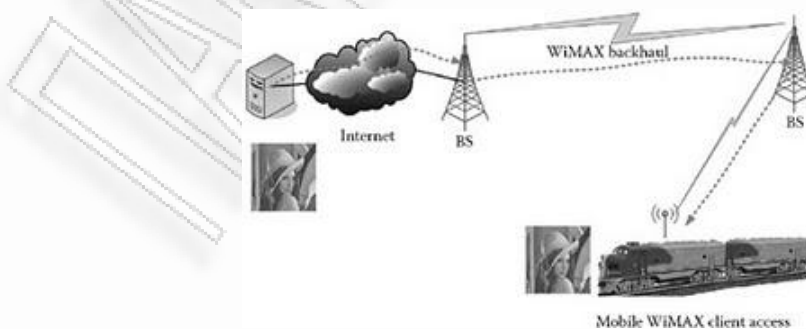 WiMAX backhaul
Internet
BS
BS
Mobile WiMAX client access